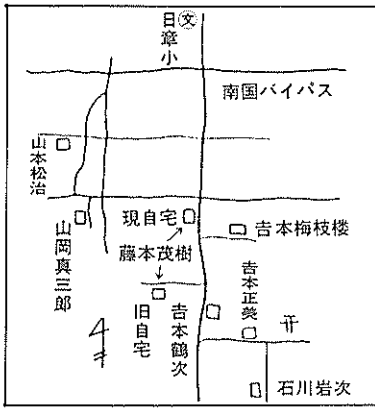 日章小
文
南国バイパス
山本松治
山岡真三郎
現自宅
藤本茂樹
旧自宅
吉本梅枝楼
吉本鶴次
吉本正美
石川岩次